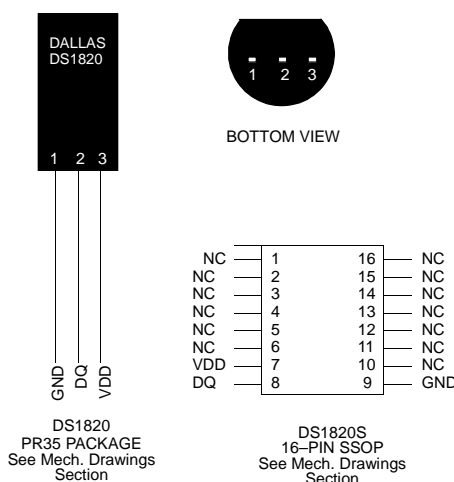 DALLAS
DS1820
1 2 3
1 2 3
BOTTOM VIEW
GND
DQ
VDD
DS1820
PR35 PACKAGE
See Mech. Drawings
Section
NC 1 16 NC
NC 2 15 NC
NC 3 14 NC
NC 4 13 NC
NC 5 12 NC
NC 6 11 NC
VDD 7 10 NC
DQ 8 9 GND
DS1820S
16–PIN SSOP
See Mech. Drawings
Section